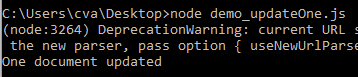 C:\Users\cva\Desktop>node demo_updateOne.js
(node:3264) DeprecationWarning: current URL s
the new parser, pass option { useNewUrlParse
One document updated